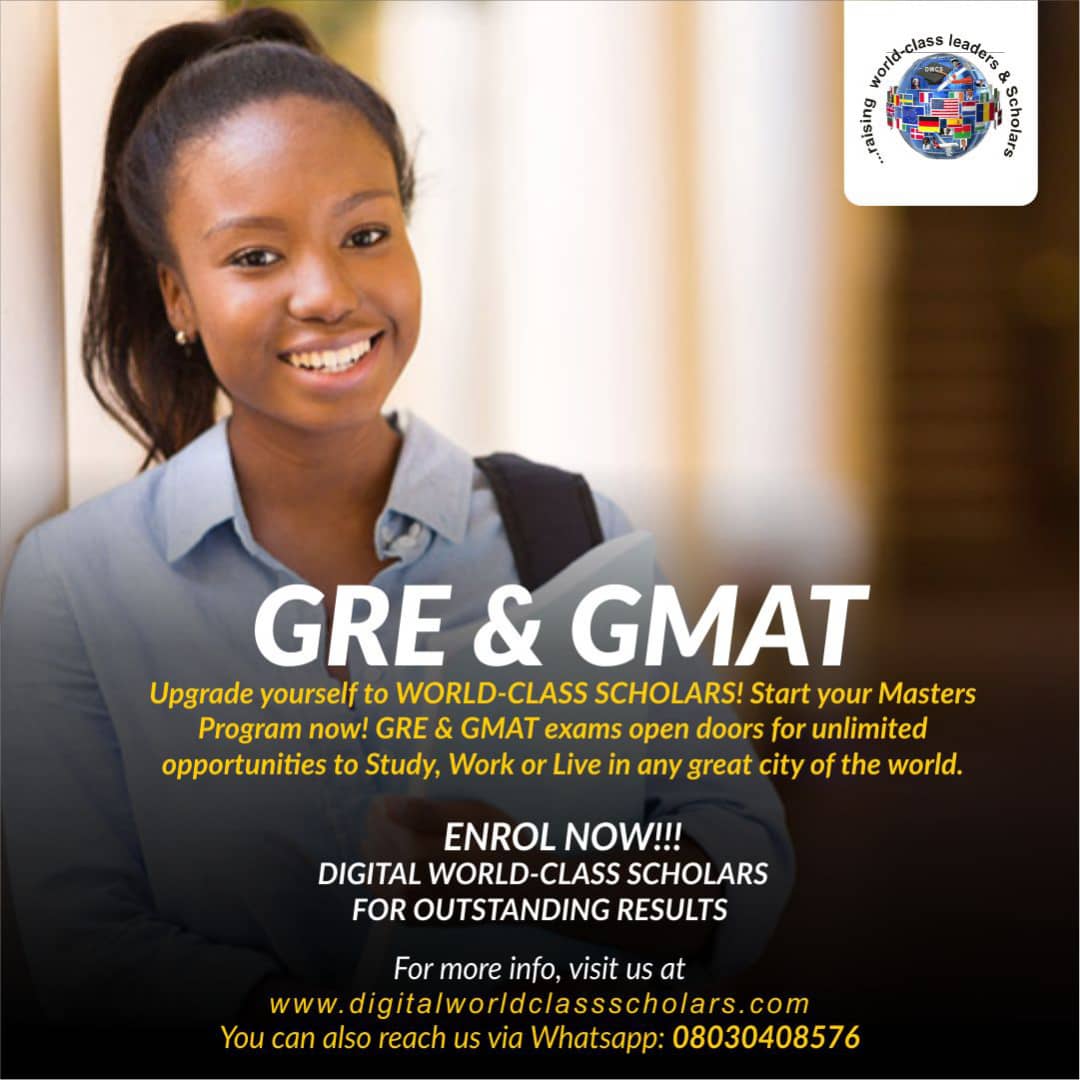 ...raising world-class leaders & Scholars
DWCS
GRE & GMAT
Upgrade yourself to WORLD-CLASS SCHOLARS! Start your Masters
Program now! GRE & GMAT exams open doors for unlimited
opportunities to Study, Work or Live in any great city of the world.
ENROL NOW!!!
DIGITAL WORLD-CLASS SCHOLARS
FOR OUTSTANDING RESULTS
For more info, visit us at
www.digitalworldclassscholars.com
You can also reach us via Whatsapp: 08030408576